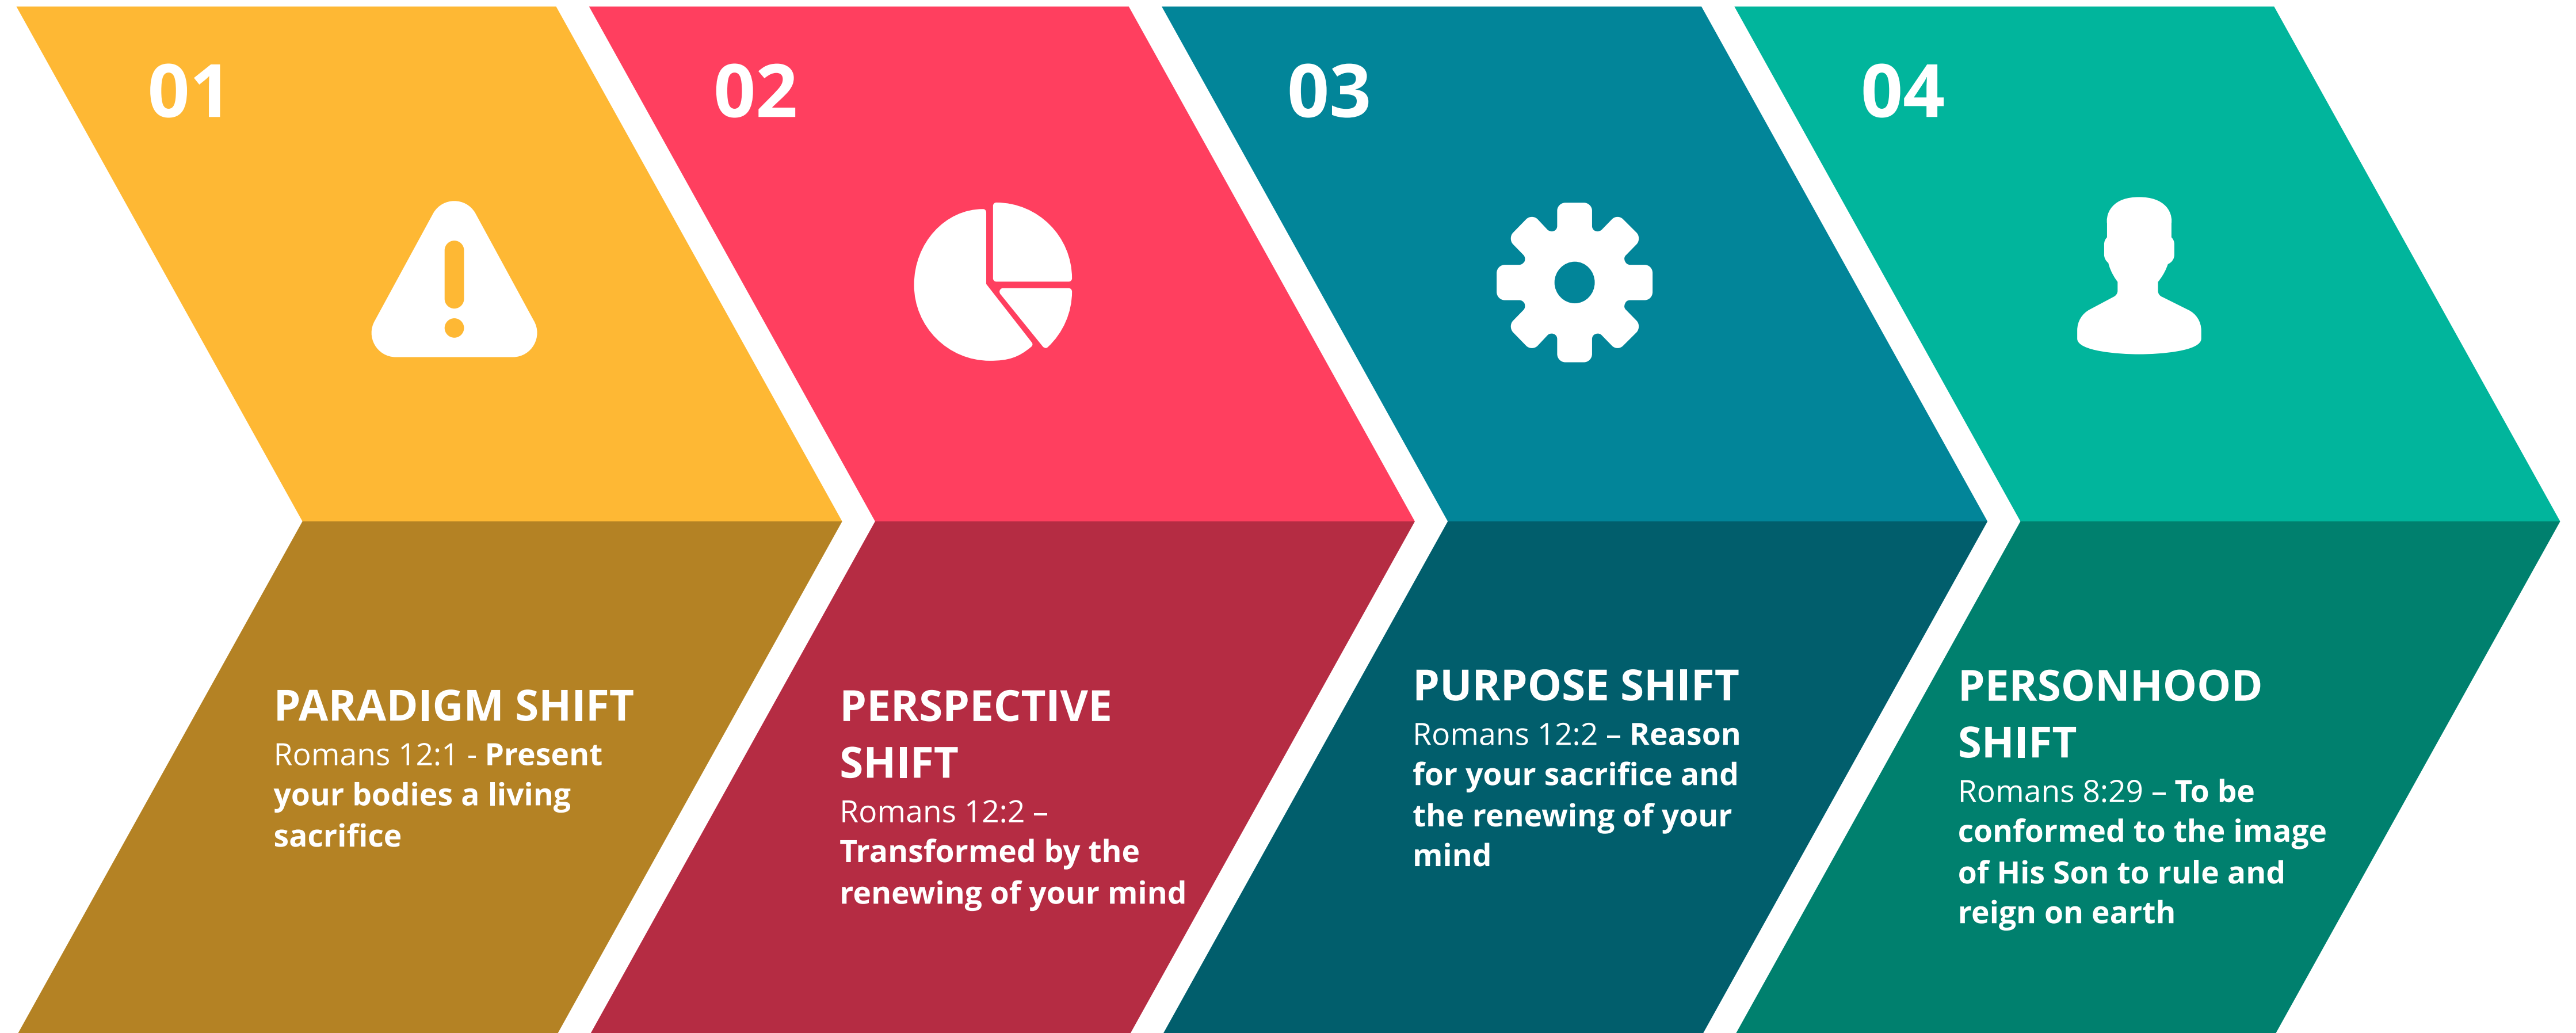 01
PARADIGM SHIFT
Romans 12:1 - Present
your bodies a living
sacrifice
02
PERSPECTIVE
SHIFT
Romans 12:2 –
Transformed by the
renewing of your mind
03
PURPOSE SHIFT
Romans 12:2 – Reason
for your sacrifice and
the renewing of your
mind
04
PERSONHOOD
SHIFT
Romans 8:29 – To be
conformed to the image
of His Son to rule and
reign on earth